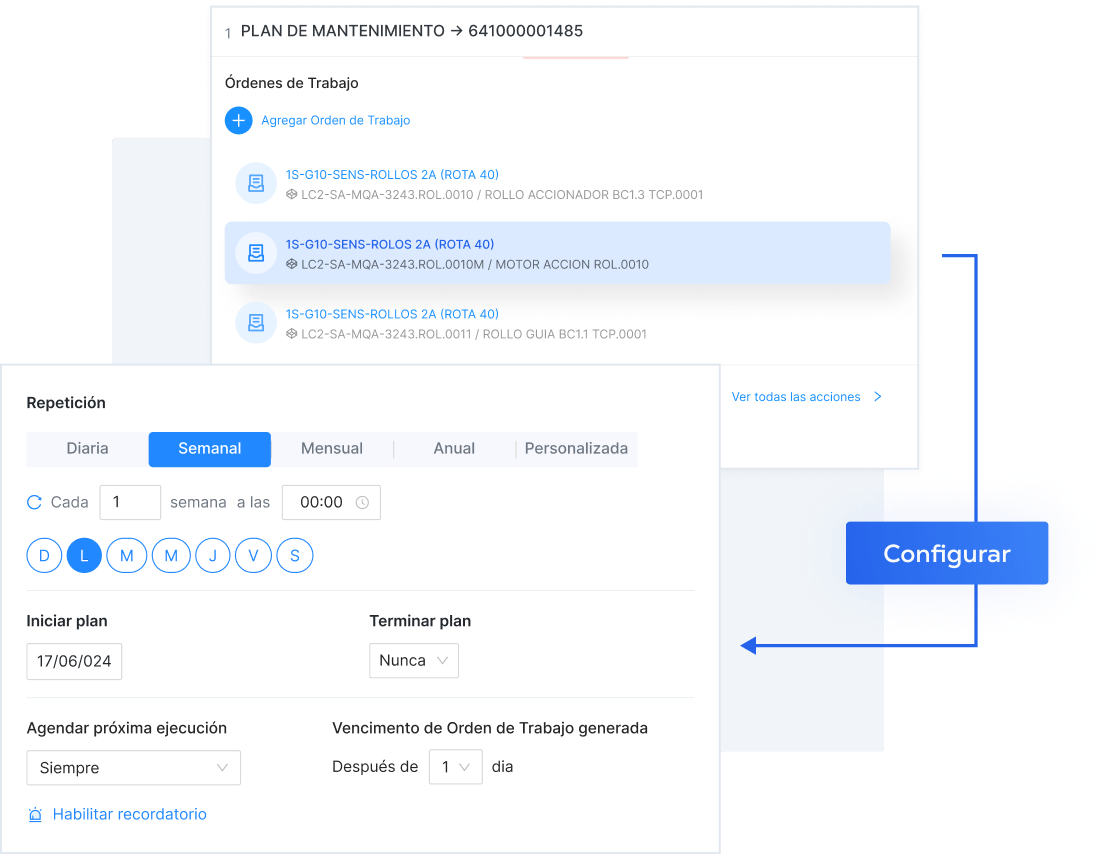 1 PLAN DE MANTENIMIENTO → 641000001485
Órdenes de Trabajo
Agregar Orden de Trabajo
1S-G10-SENS-ROLLOS 2A (ROTA 40)
LC2-SA-MQA-3243.ROL.0010 / ROLLO ACCIONADOR BC1.3 TCP.0001
1S-G10-SENS-ROLOS 2A (ROTA 40)
LC2-SA-MQA-3243.ROL.0010M / MOTOR ACCION ROL.0010
1S-G10-SENS-ROLLOS 2A (ROTA 40)
LC2-SA-MQA-3243.ROL.0011 / ROLLO GUIA BC1.1 TCP.0001
Ver todas las acciones
Configurar
Repetición
Diaria Semanal Mensual Anual Personalizada
Cada 1 semana a las 00:00
D L M M J V S
Iniciar plan Terminar plan
17/06/024 Nunca
Agendar próxima ejecución Vencimento de Orden de Trabajo generada
Siempre Después de 1 dia
Habilitar recordatorio